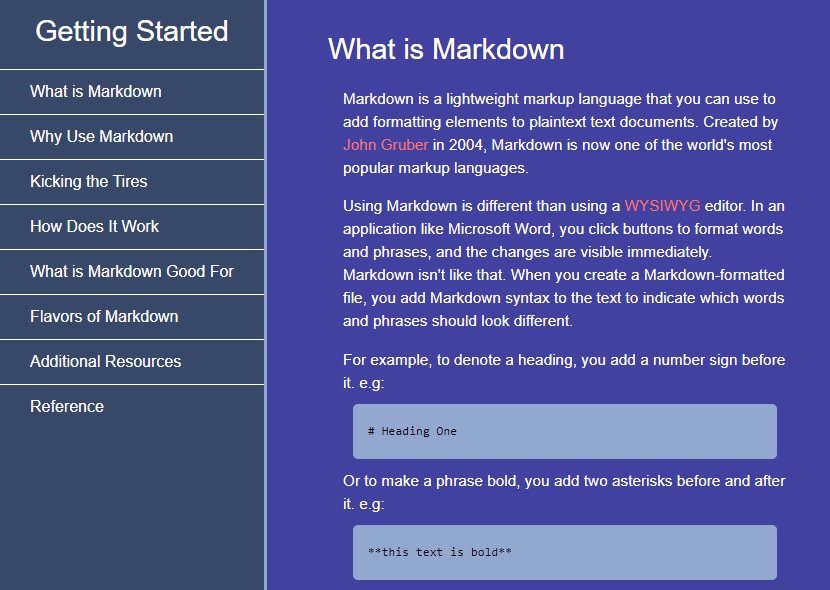 Getting Started
What is Markdown
Why Use Markdown
Kicking the Tires
How Does It Work
What is Markdown Good For
Flavors of Markdown
Additional Resources
Reference
What is Markdown
Markdown is a lightweight markup language that you can use to
add formatting elements to plaintext text documents. Created by
John Gruber in 2004, Markdown is now one of the world's most
popular markup languages.
Using Markdown is different than using a WYSIWYG editor. In an
application like Microsoft Word, you click buttons to format words
and phrases, and the changes are visible immediately.
Markdown isn't like that. When you create a Markdown-formatted
file, you add Markdown syntax to the text to indicate which words
and phrases should look different.
For example, to denote a heading, you add a number sign before
it. e.g:
# Heading One
Or to make a phrase bold, you add two asterisks before and after
it. e.g:
**this text is bold**